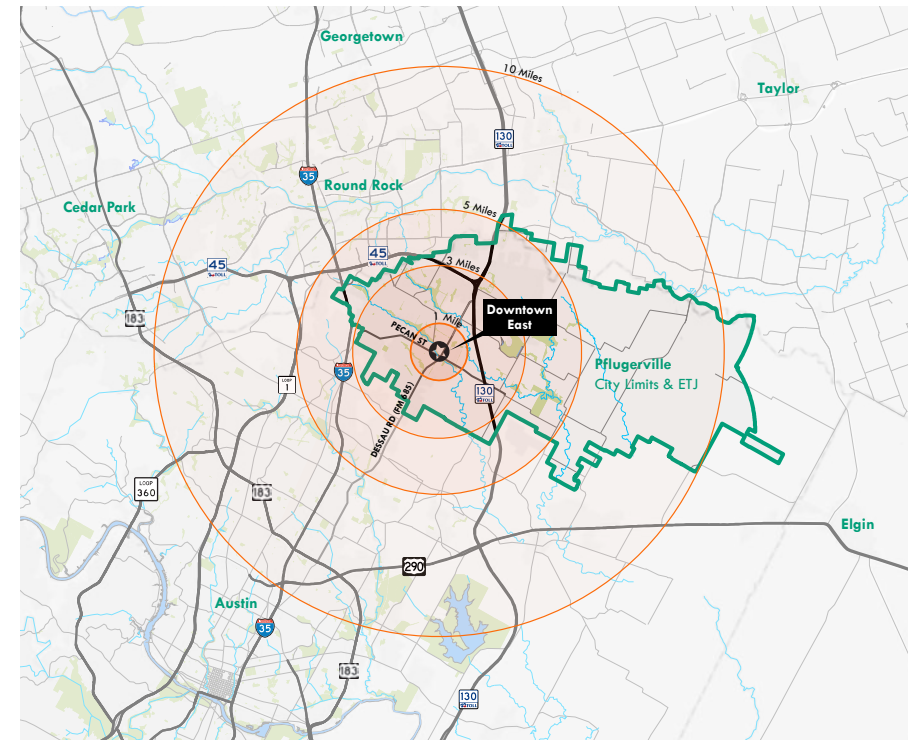 Georgetown
10 Miles
Taylor
130
TOLL
35
Round Rock
Cedar Park
5 Miles
45
TOLL
45
TOLL
3 Miles
183
Downtown
East
1 Mile
PECAN ST
Pflugerville
City Limits & ETJ
35
LOOP
1
130
TOLL
DESSAU RD (FM 685)
LOOP
360
183
Elgin
290
Austin
35
183
130
TOLL